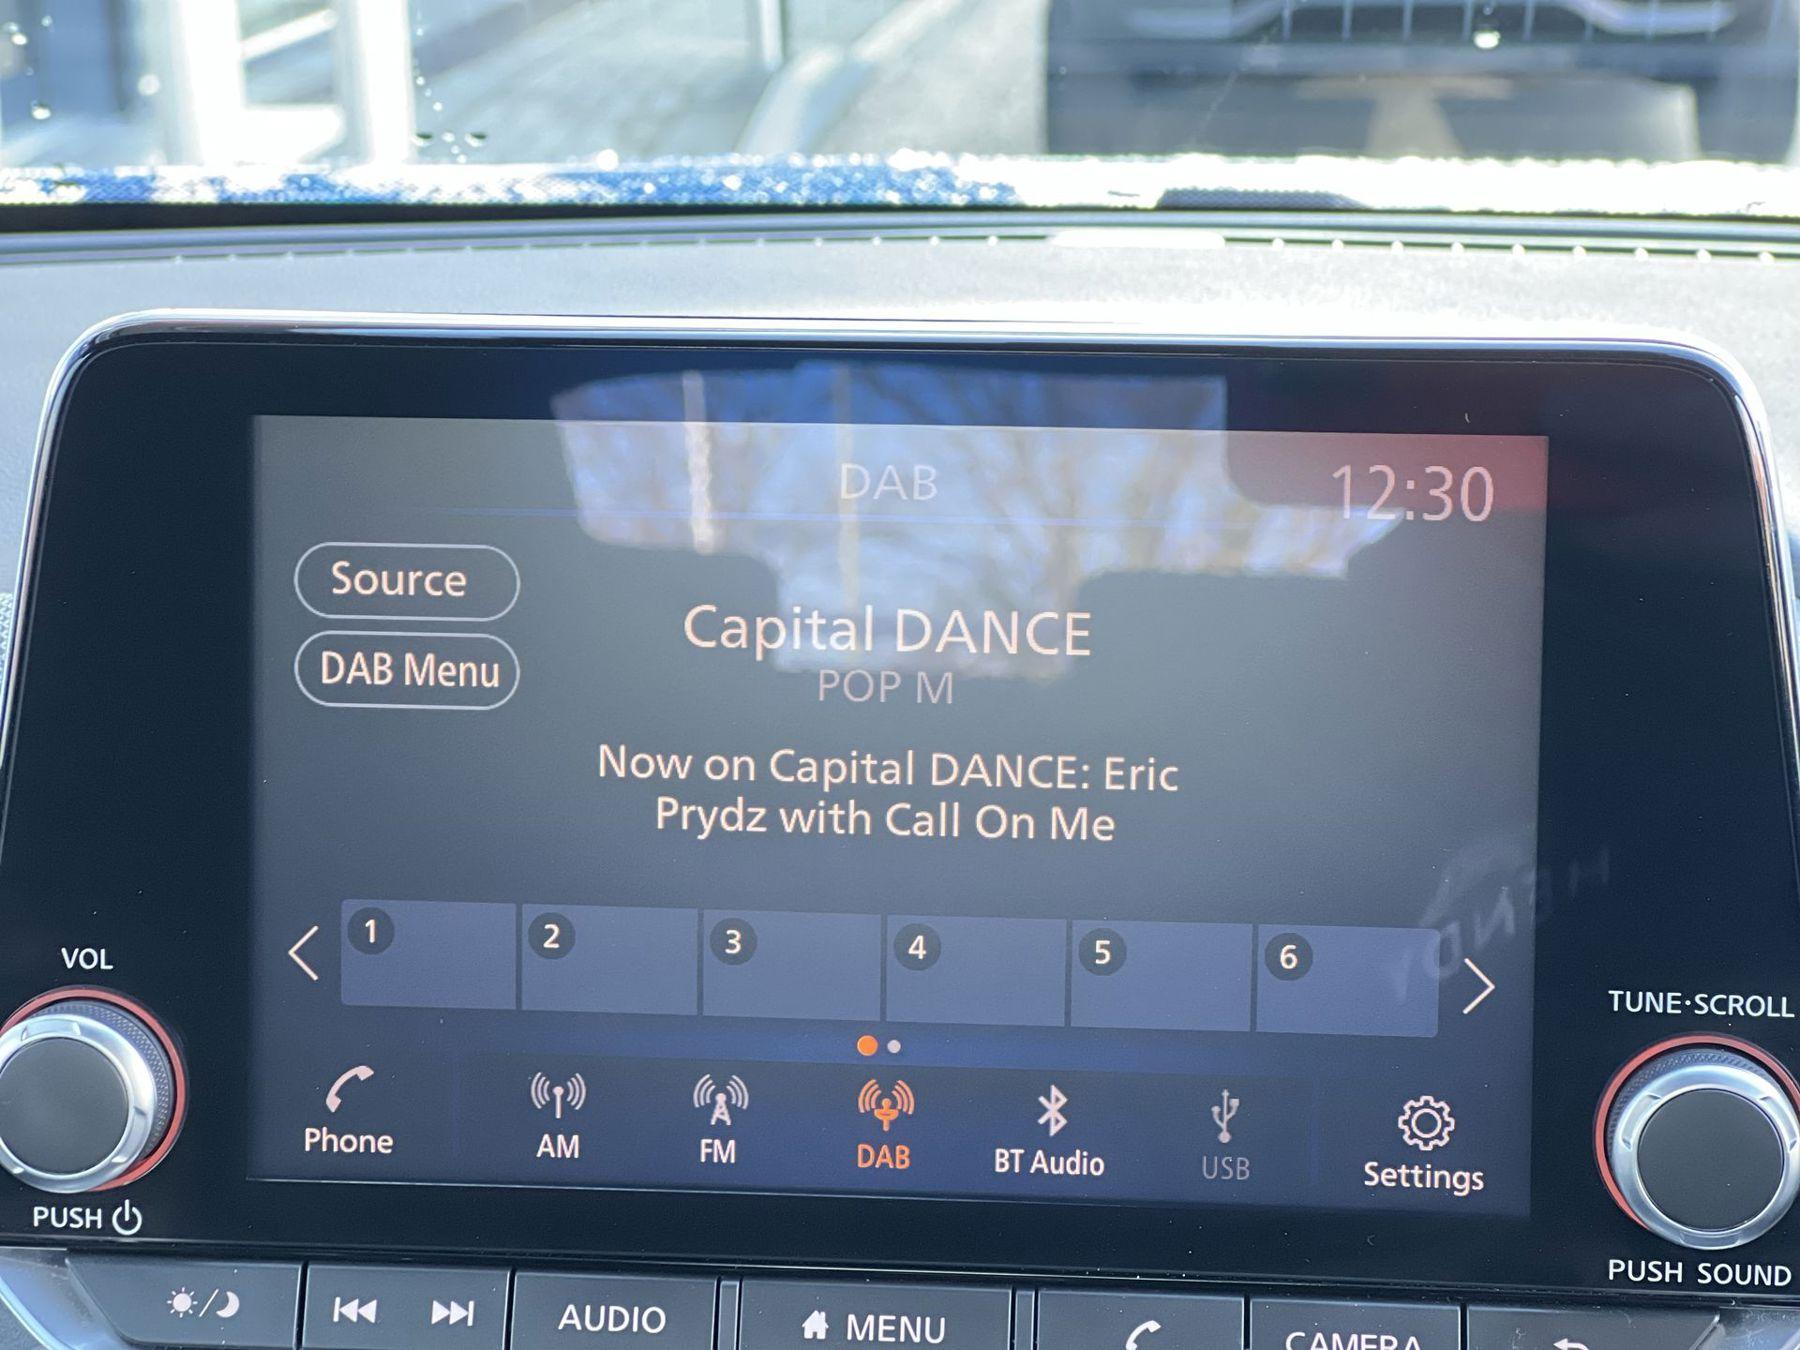 DAB
12:30
Source
Capital DANCE
DAB Menu
POP M
Now on Capital DANCE: Eric
Prydz with Call On Me
1 2 3 4 5 6
VOL
TUNE·SCROLL
Phone AM FM DAB BT Audio USB Settings
PUSH
PUSH SOUND
AUDIO MENU CAMERA